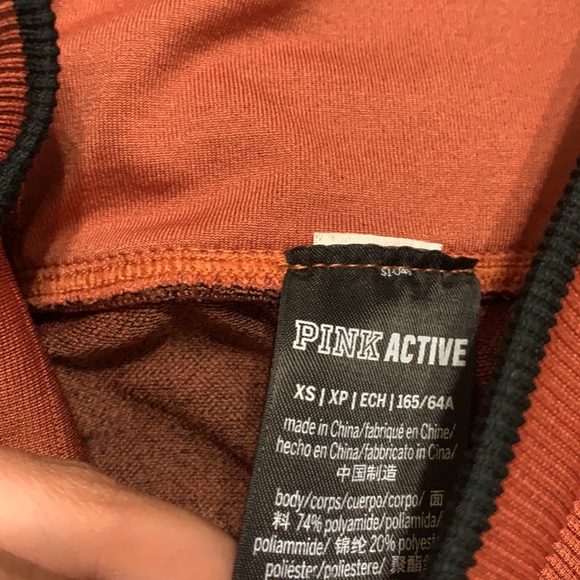 PINK ACTIVE
XS | XP | ECH | 165/64A
made in China/fabriqué en Chine/
hecho en China/fabbricato in Cina/
中国制造
body/corps/cuerpo/corpo/ 面
料 74% polyamide/poliamida/
poliammide/ 锦纶 20% polyest
poliéster/poliestere/ 聚酯纤